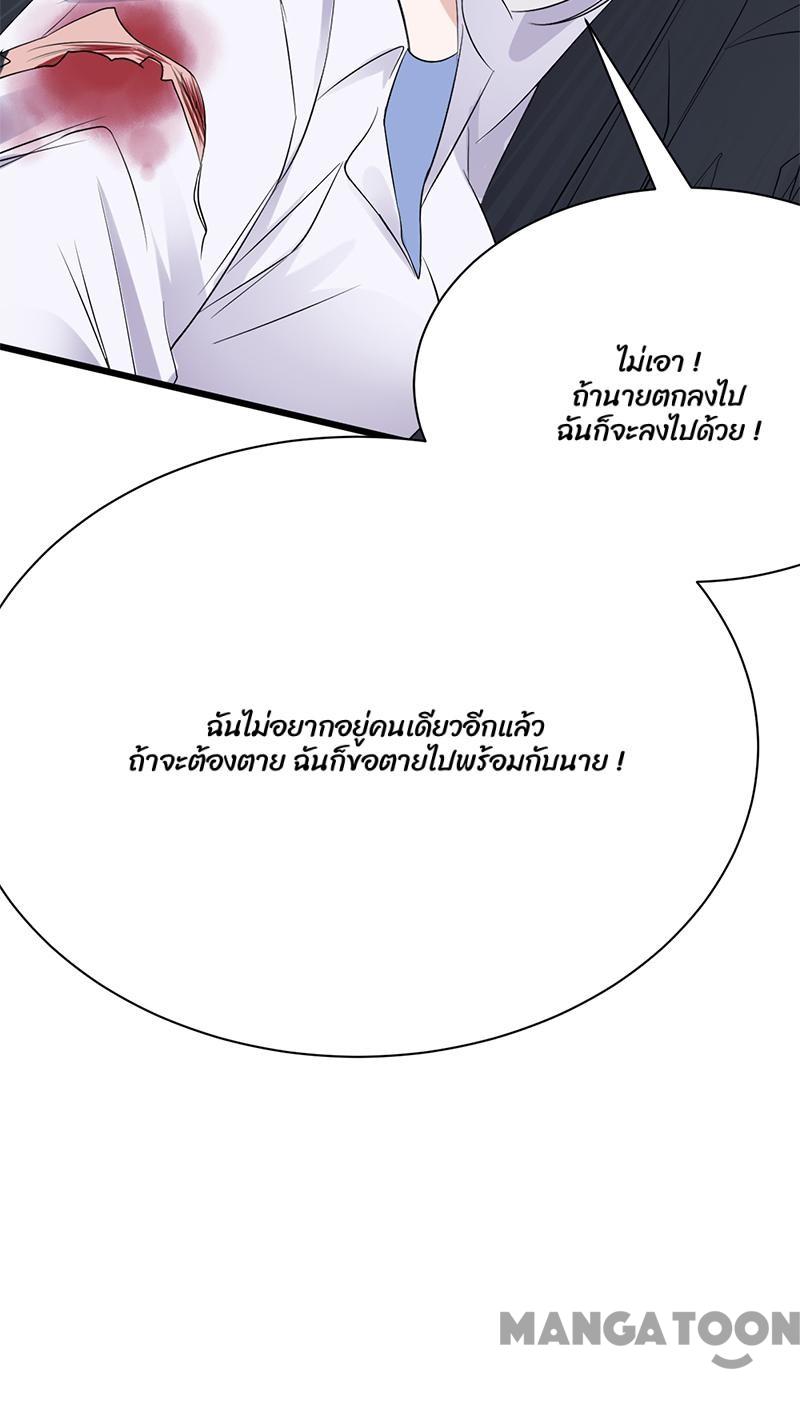 ไม่เอา !
ถ้านายตกลงไป
ฉันก็จะลงไปด้วย !
ฉันไม่อยากอยู่คนเดียวอีกแล้ว
ถ้าจะต้องตาย ฉันก็ขอตายไปพร้อมกับนาย !
MANGATOON